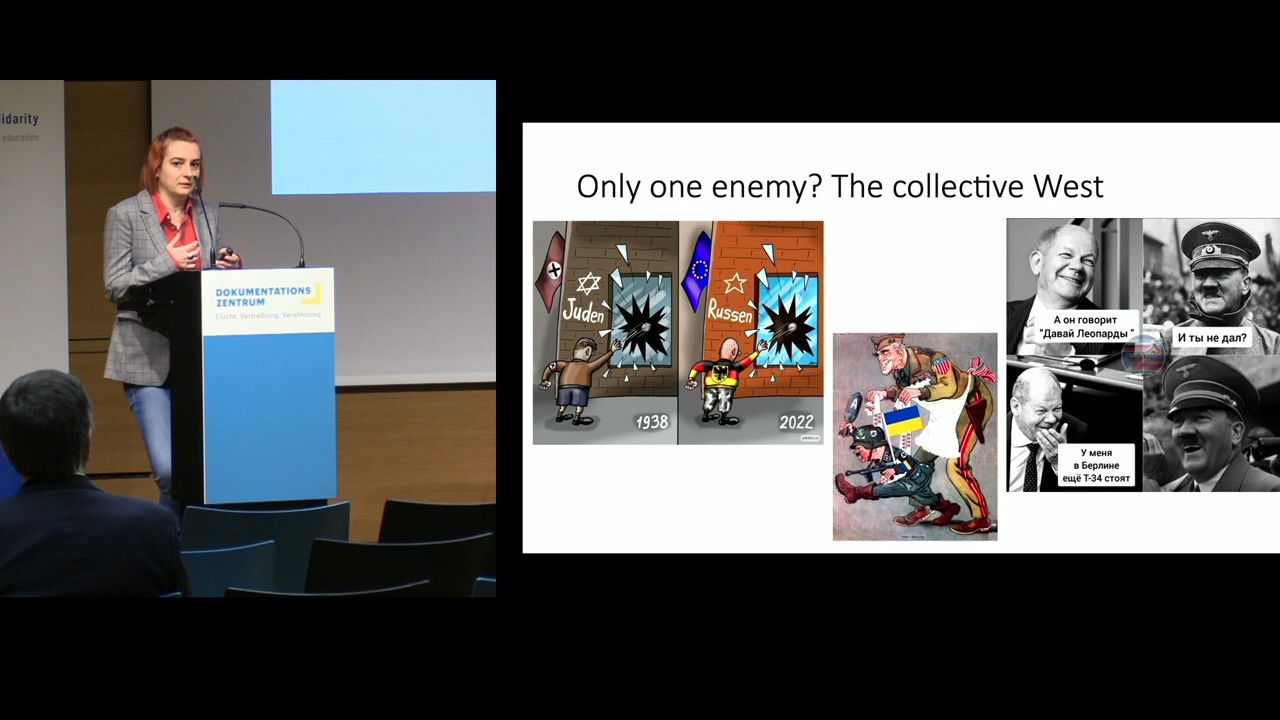 lidarity
education
DOKUMENTATIONS
ZENTRUM
Flucht, Vertreibung, Versöhnung
Only one enemy? The collective West
Juden
1938
Russen
2022
А он говорит
"Давай Леопарды "
И ты не дал?
У меня
в Берлине
ещё Т-34 стоят